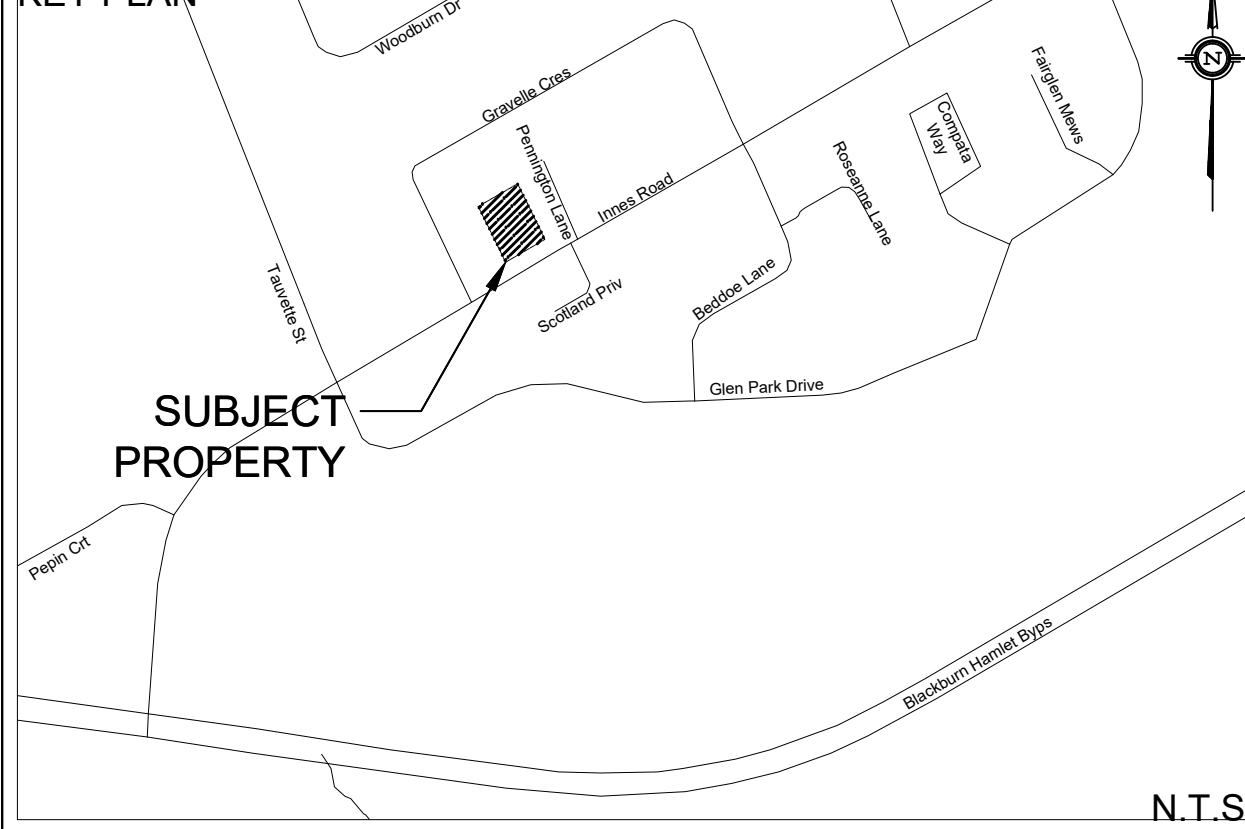 KEY PLAN
Woodburn Dr
Gravelle Cres
Pennington Lane
Innes Road
Fairglen Mews
Compata
Way
Roseanne Lane
N
Tauvette St
Scotland Priv
Beddoe Lane
Glen Park Drive
SUBJECT
PROPERTY
Pepin Crt
Blackburn Hamlet Byps
N.T.S